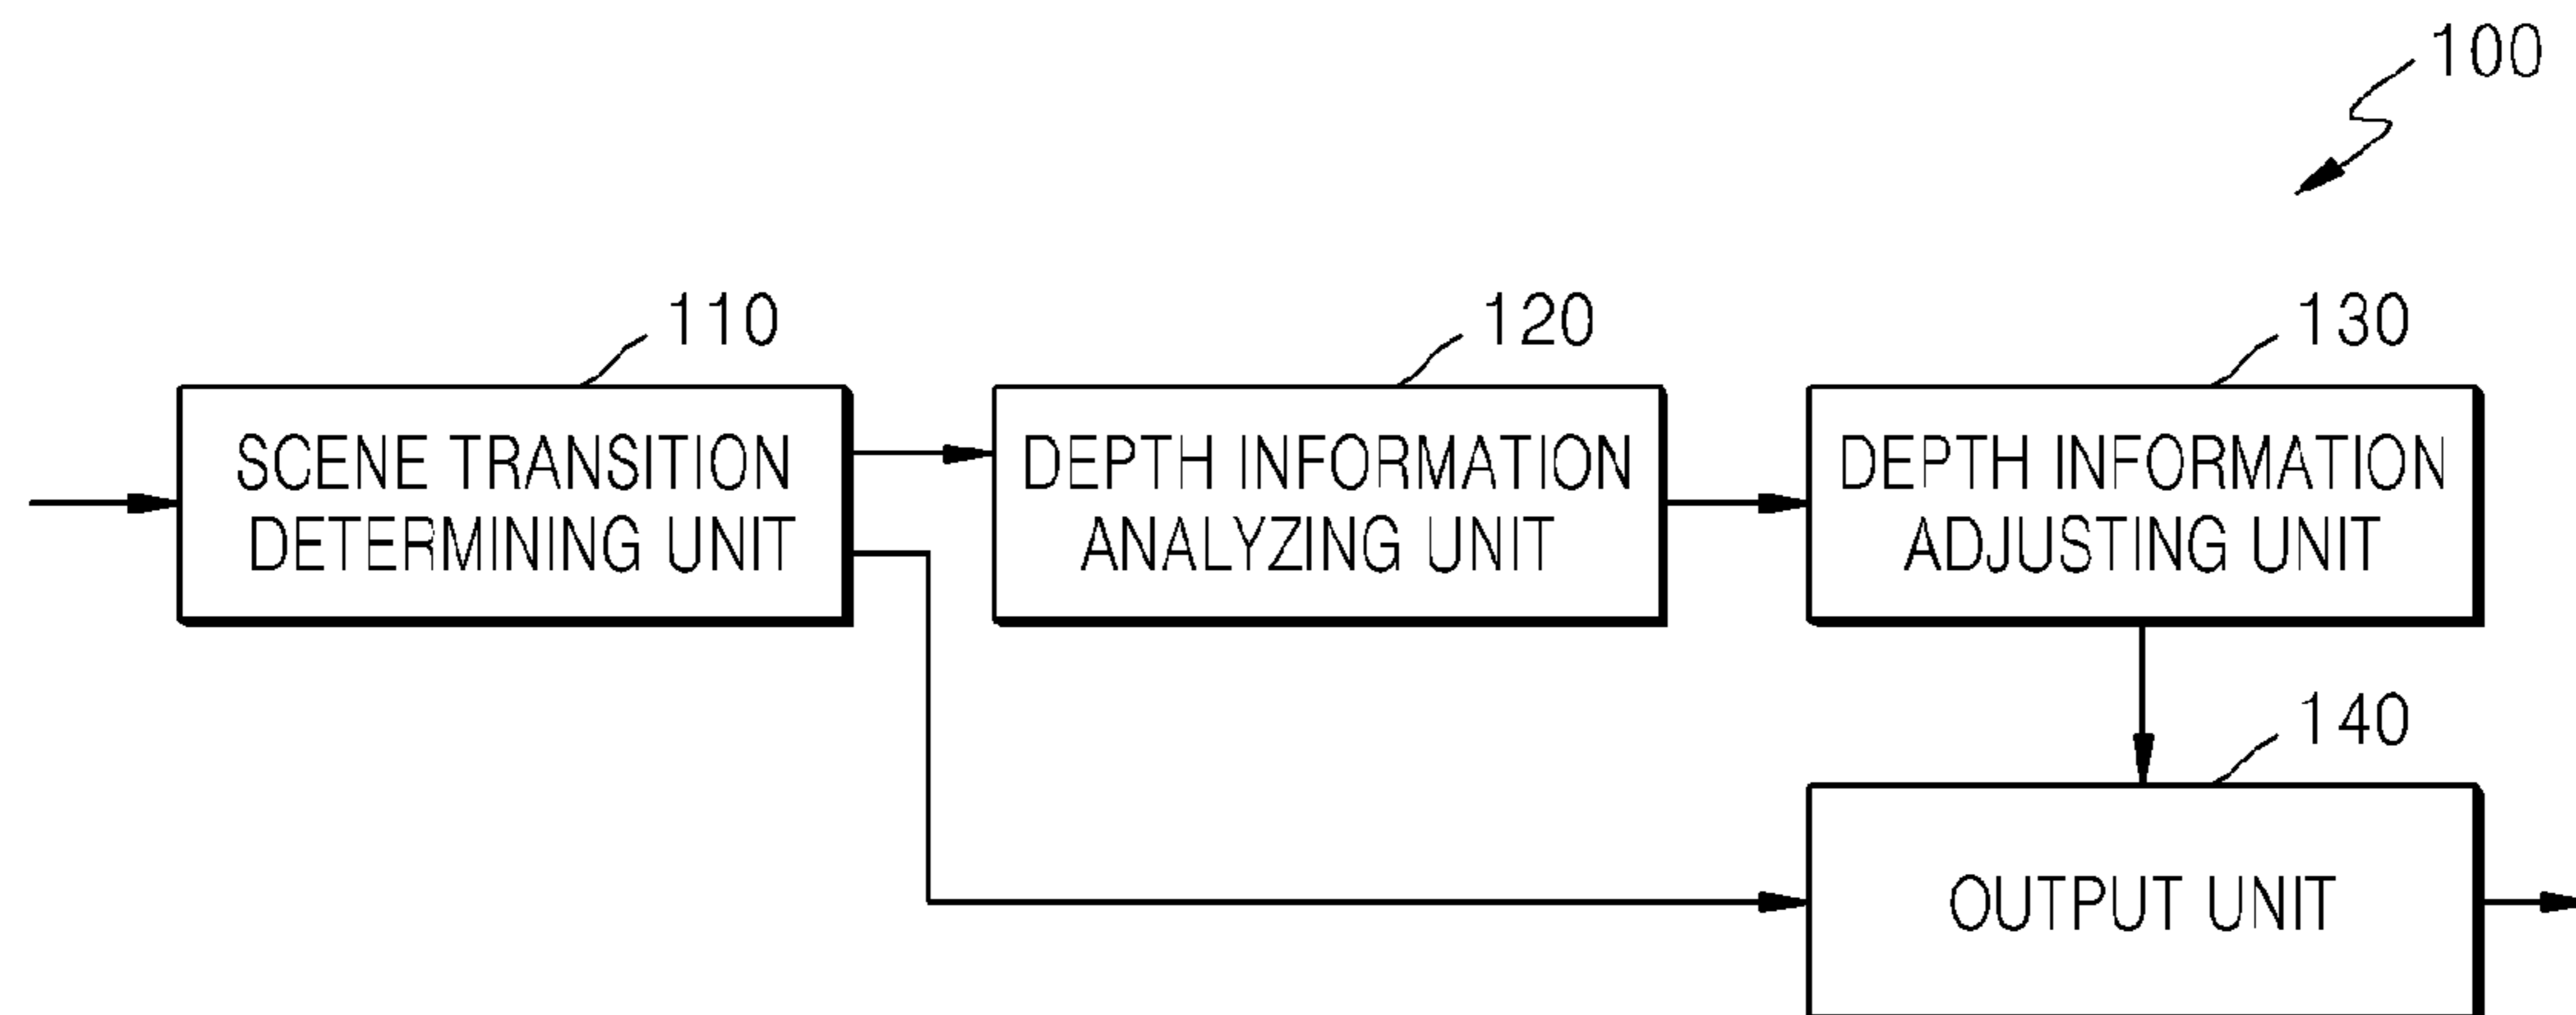 100
110
120
130
SCENE TRANSITION
DETERMINING UNIT
DEPTH INFORMATION
ANALYZING UNIT
DEPTH INFORMATION
ADJUSTING UNIT
140
OUTPUT UNIT